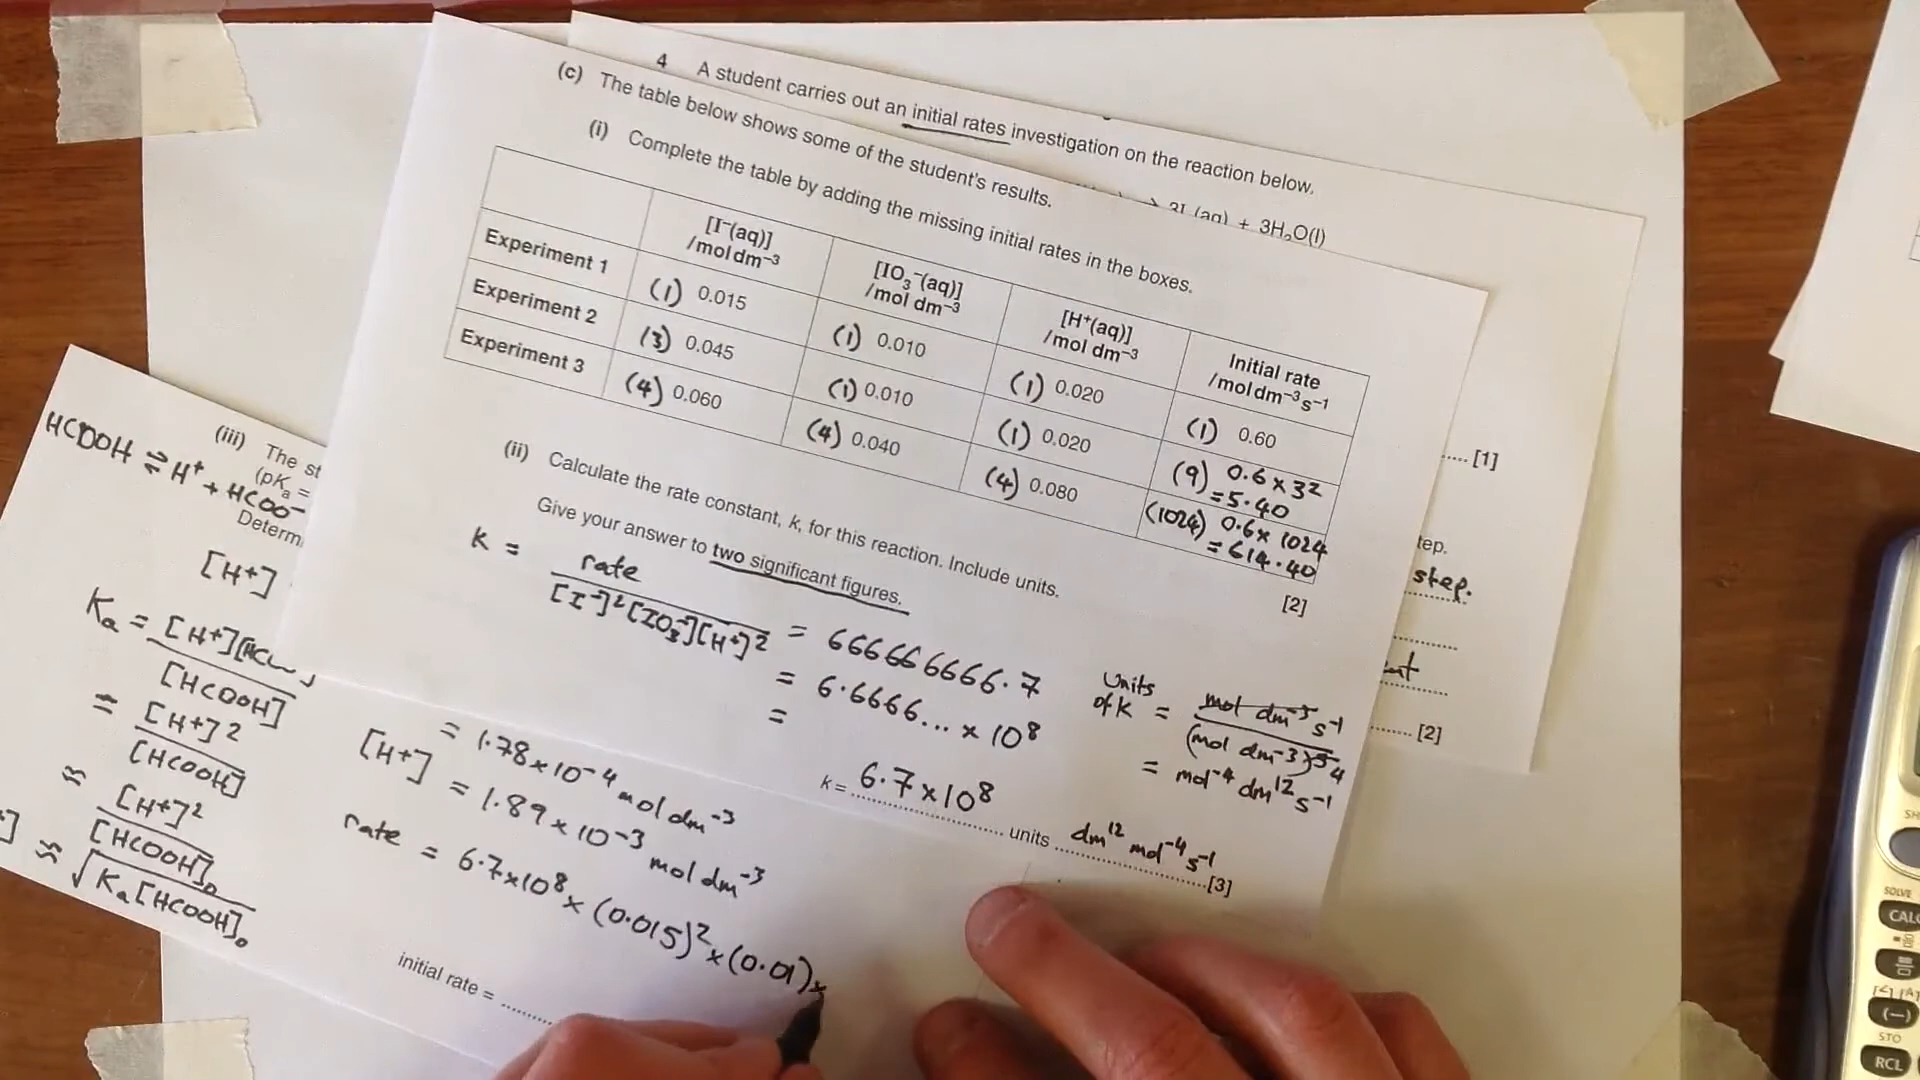 4 A student carries out an initial rates investigation on the reaction below.
2I (aq) + 3H₂O(l)
(c) The table below shows some of the student's results.
(i) Complete the table by adding the missing initial rates in the boxes.
[I⁻(aq)] /mol dm⁻³
[IO₃⁻(aq)] /mol dm⁻³
[H⁺(aq)] /mol dm⁻³
Initial rate /mol dm⁻³ s⁻¹
Experiment 1 (1) 0.015 (1) 0.010 (1) 0.020 (1) 0.60
Experiment 2 (3) 0.045 (1) 0.010 (1) 0.020 (9) 0.6 × 3² = 5.40
Experiment 3 (4) 0.060 (4) 0.040 (4) 0.080 (1024) 0.6 × 1024 = 614.40
[2]
(ii) Calculate the rate constant, k, for this reaction. Include units.
Give your answer to two significant figures.
k = rate / [I⁻]²[IO₃⁻][H⁺]² = 666666666.7
= 6.6666... × 10⁸
=
Units of k = mol dm⁻³ s⁻¹ / (mol dm⁻³)⁵ 4
= mol⁻⁴ dm¹² s⁻¹
k = 6.7 × 10⁸ units dm¹² mol⁻⁴ s⁻¹
[3]
[1]
tep.
step.
[2]
(iii) The st
(pKₐ =
Determ
HCOOH ⇌ H⁺ + HCOO⁻
[H⁺]
Kₐ = [H⁺][HC / [HCOOH]
= [H⁺]² / [HCOOH]
≈ [H⁺]² / [HCOOH]₀
] ≈ √Kₐ[HCOOH]₀
= 1.78 × 10⁻⁴ mol dm⁻³
[H⁺] = 1.89 × 10⁻³ mol dm⁻³
rate = 6.7 × 10⁸ × (0.015)² × (0.01) ×
initial rate =
SOLVE
CALC
(−)
STO
RCL